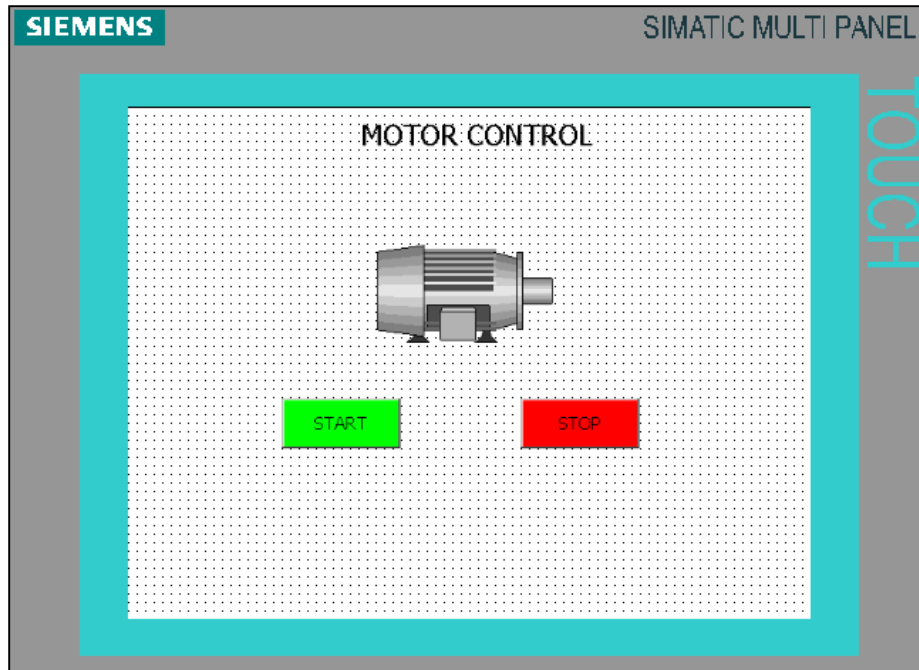 SIEMENS
SIMATIC MULTI PANEL
TOUCH
MOTOR CONTROL
START
STOP